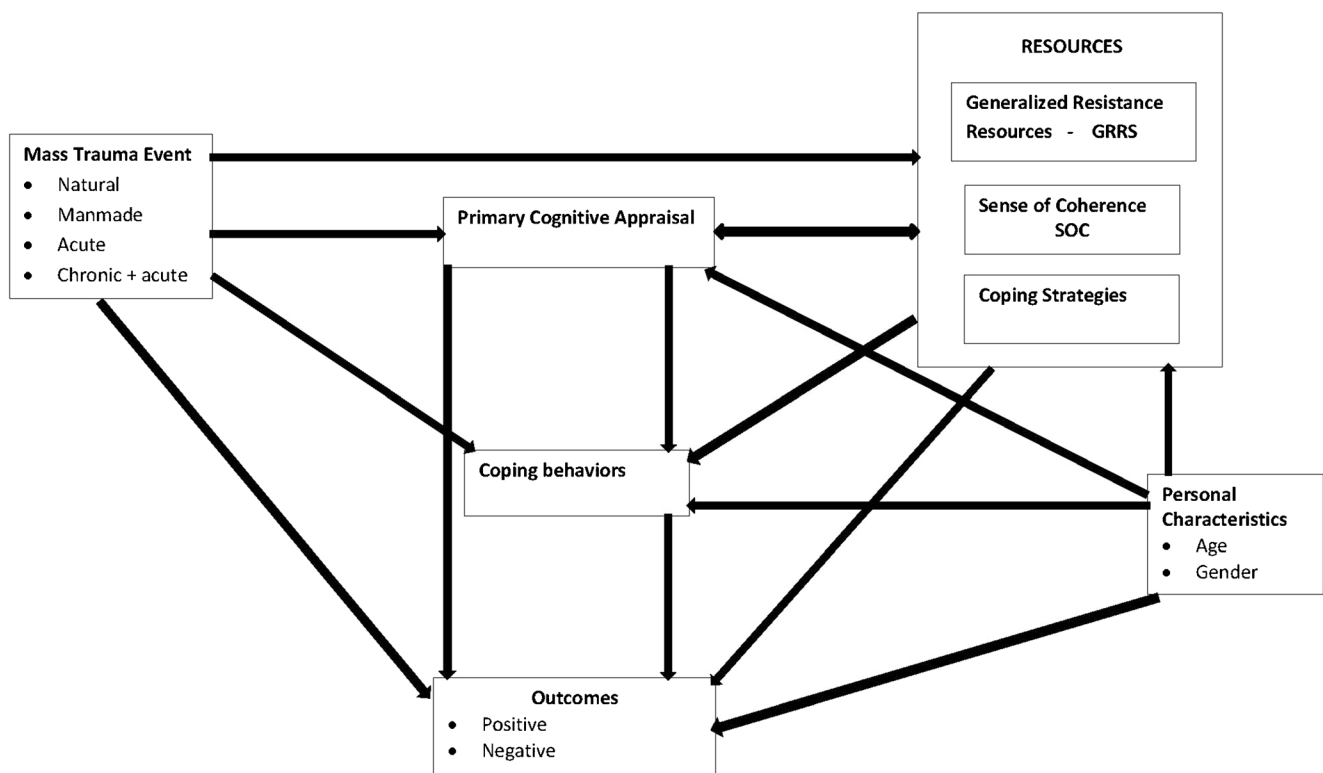 RESOURCES
Generalized Resistance
Resources - GRRS
Sense of Coherence
SOC
Coping Strategies
Mass Trauma Event
• Natural
• Manmade
• Acute
• Chronic + acute
Primary Cognitive Appraisal
Coping behaviors
Personal
Characteristics
• Age
• Gender
Outcomes
• Positive
• Negative